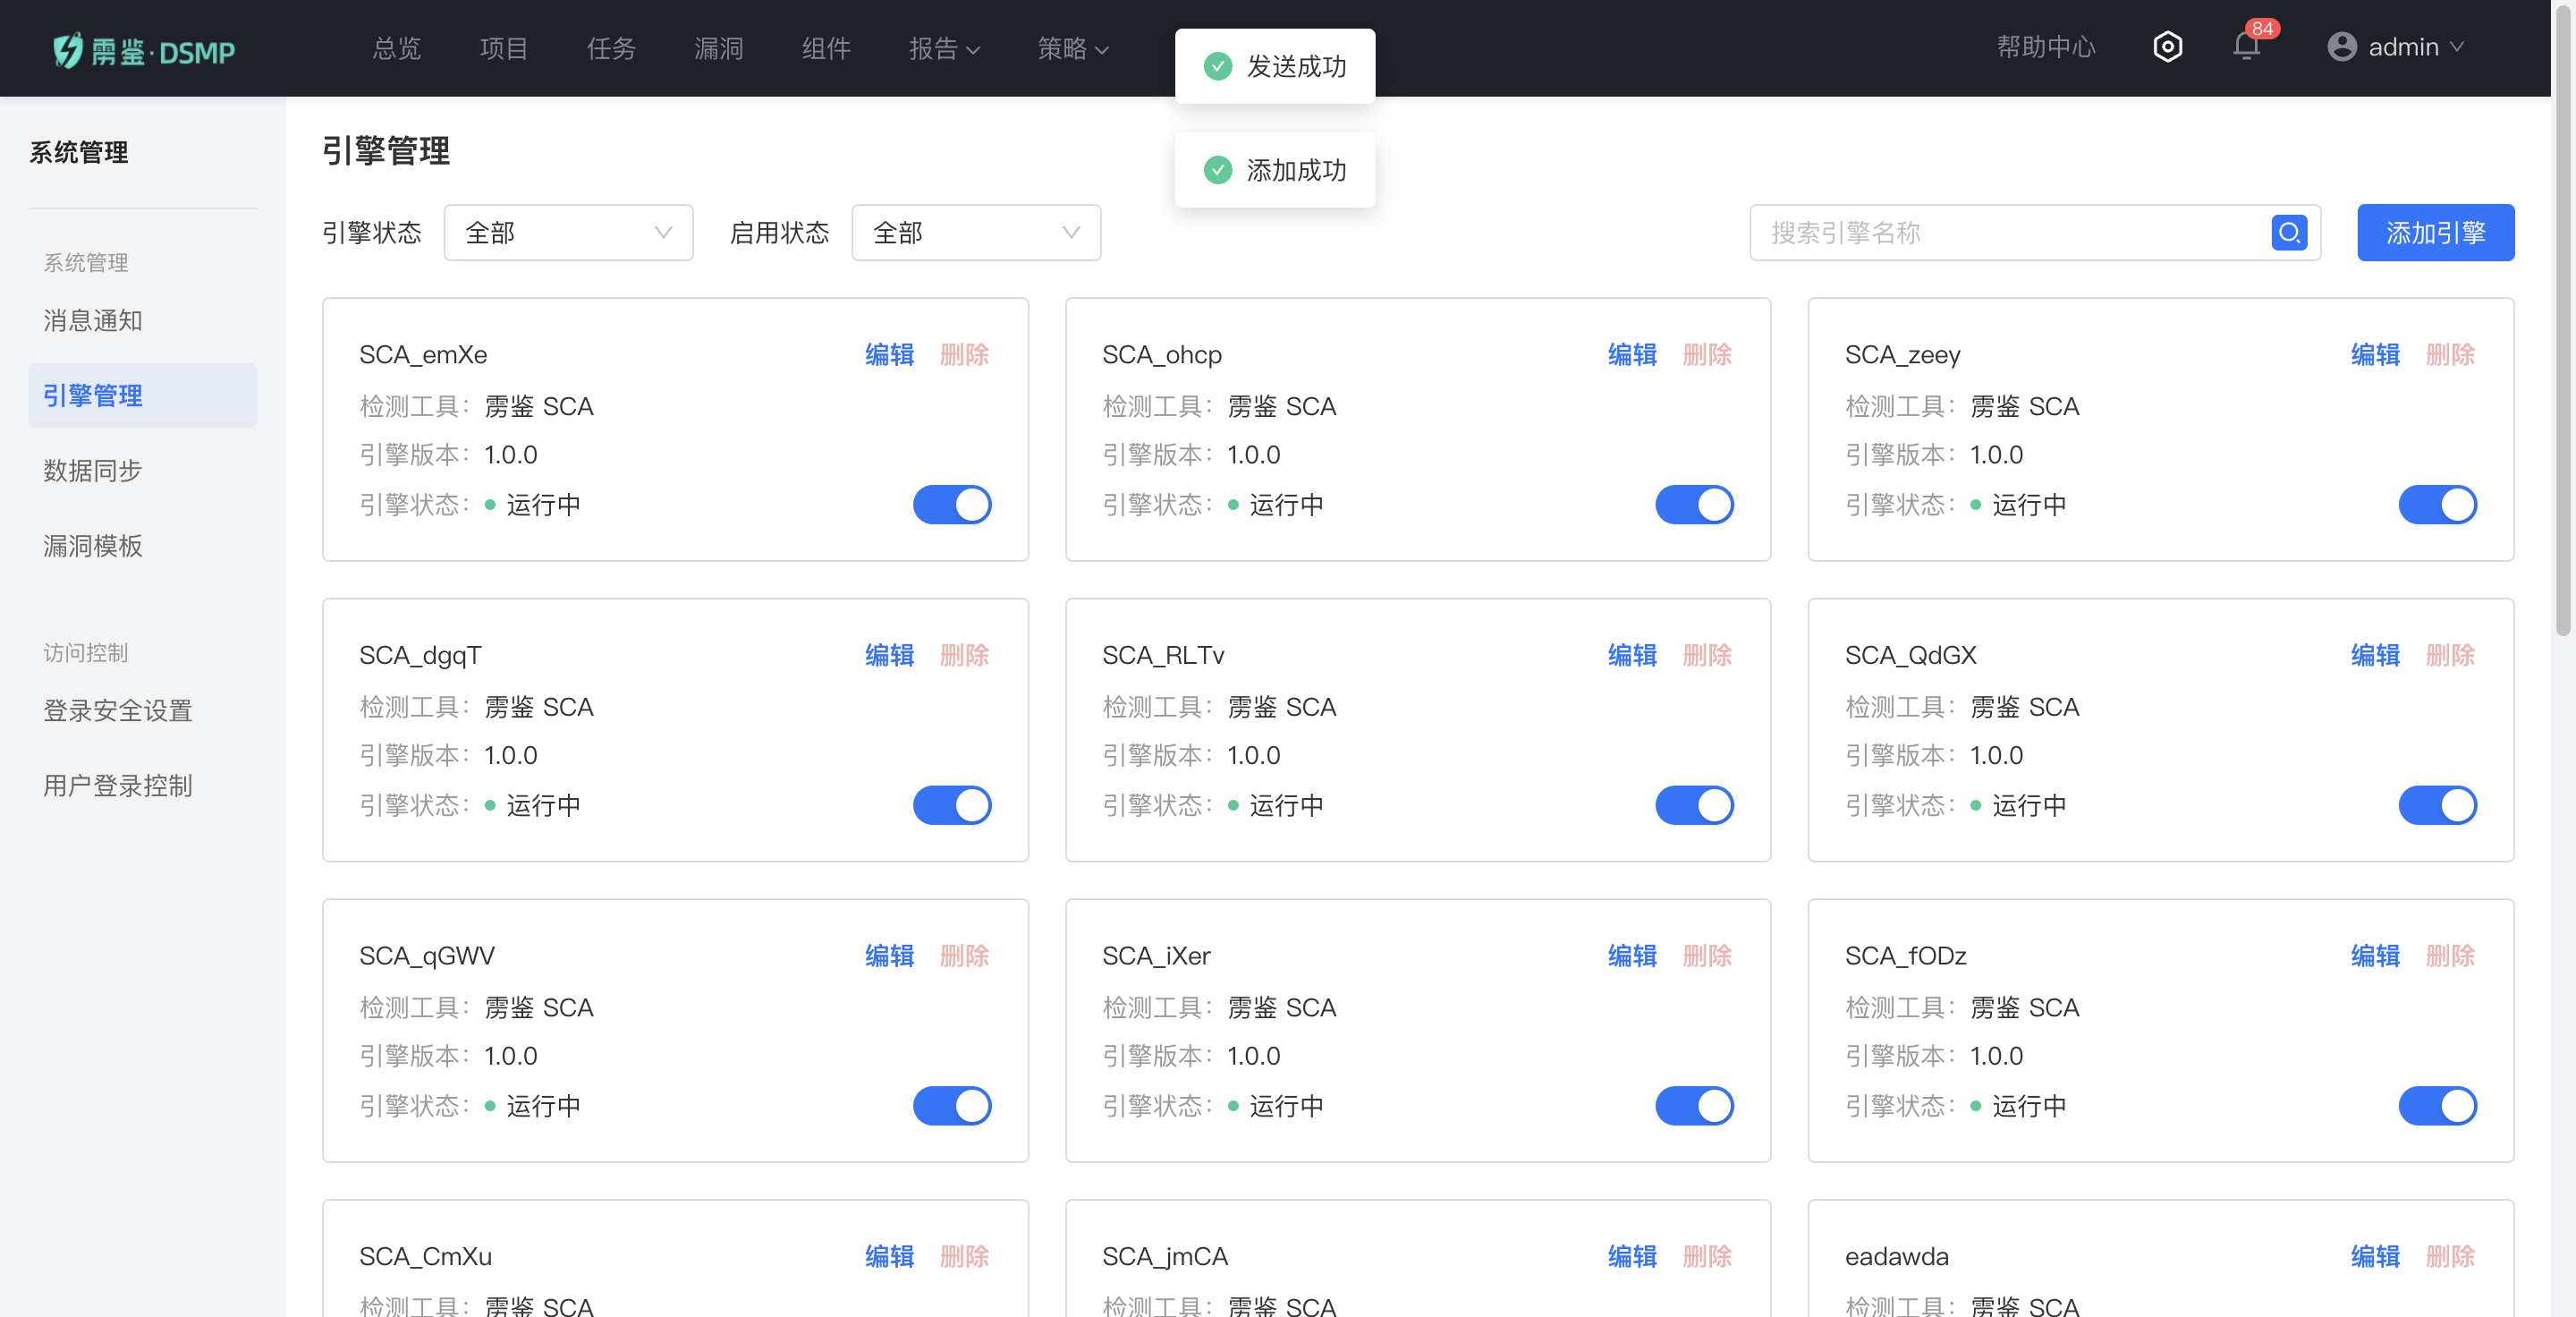 雳鉴·DSMP
总览 项目 任务 漏洞 组件 报告 策略
发送成功
帮助中心 84 admin
添加成功
系统管理
系统管理
消息通知
引擎管理
数据同步
漏洞模板
访问控制
登录安全设置
用户登录控制
引擎管理
引擎状态 全部 启用状态 全部 搜索引擎名称 添加引擎
SCA_emXe 编辑 删除
检测工具: 雳鉴 SCA
引擎版本: 1.0.0
引擎状态: 运行中
SCA_ohcp 编辑 删除
检测工具: 雳鉴 SCA
引擎版本: 1.0.0
引擎状态: 运行中
SCA_zeey 编辑 删除
检测工具: 雳鉴 SCA
引擎版本: 1.0.0
引擎状态: 运行中
SCA_dgqT 编辑 删除
检测工具: 雳鉴 SCA
引擎版本: 1.0.0
引擎状态: 运行中
SCA_RLTv 编辑 删除
检测工具: 雳鉴 SCA
引擎版本: 1.0.0
引擎状态: 运行中
SCA_QdGX 编辑 删除
检测工具: 雳鉴 SCA
引擎版本: 1.0.0
引擎状态: 运行中
SCA_qGWV 编辑 删除
检测工具: 雳鉴 SCA
引擎版本: 1.0.0
引擎状态: 运行中
SCA_iXer 编辑 删除
检测工具: 雳鉴 SCA
引擎版本: 1.0.0
引擎状态: 运行中
SCA_fODz 编辑 删除
检测工具: 雳鉴 SCA
引擎版本: 1.0.0
引擎状态: 运行中
SCA_CmXu 编辑 删除
检测工具: 雳鉴 SCA
SCA_jmCA 编辑 删除
检测工具: 雳鉴 SCA
eadawda 编辑 删除
检测工具: 雳鉴 SCA